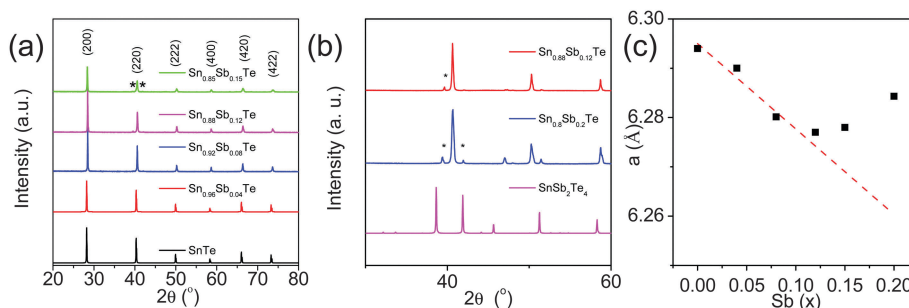 (a)
Intensity (a.u.)
(200)
(220)
(222)
(400)
(420)
(422)
Sn0.85Sb0.15Te
* *
Sn0.88Sb0.12Te
Sn0.92Sb0.08Te
Sn0.96Sb0.04Te
SnTe
20 30 40 50 60 70 80
2θ (°)
(b)
Intensity (a. u.)
Sn0.88Sb0.12Te
*
Sn0.8Sb0.2Te
* *
SnSb2Te4
40 60
2θ (°)
(c)
a (Å)
6.30
6.28
6.26
0.00 0.05 0.10 0.15 0.20
Sb (x)